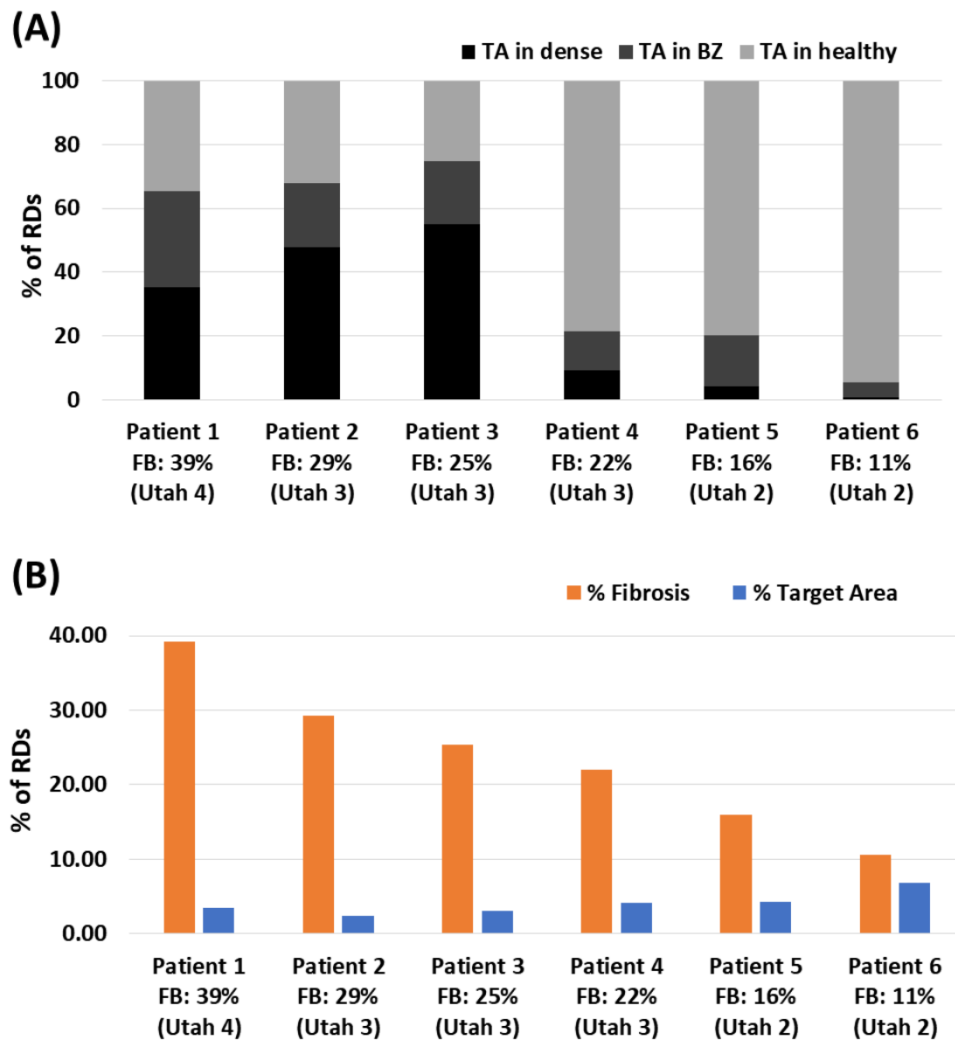 (A)
TA in dense TA in BZ TA in healthy
100
80
60
40
20
0
% of RDs
Patient 1 Patient 2 Patient 3 Patient 4 Patient 5 Patient 6
FB: 39% FB: 29% FB: 25% FB: 22% FB: 16% FB: 11%
(Utah 4) (Utah 3) (Utah 3) (Utah 3) (Utah 2) (Utah 2)
(B)
% Fibrosis % Target Area
40.00
30.00
20.00
10.00
0.00
% of RDs
Patient 1 Patient 2 Patient 3 Patient 4 Patient 5 Patient 6
FB: 39% FB: 29% FB: 25% FB: 22% FB: 16% FB: 11%
(Utah 4) (Utah 3) (Utah 3) (Utah 3) (Utah 2) (Utah 2)